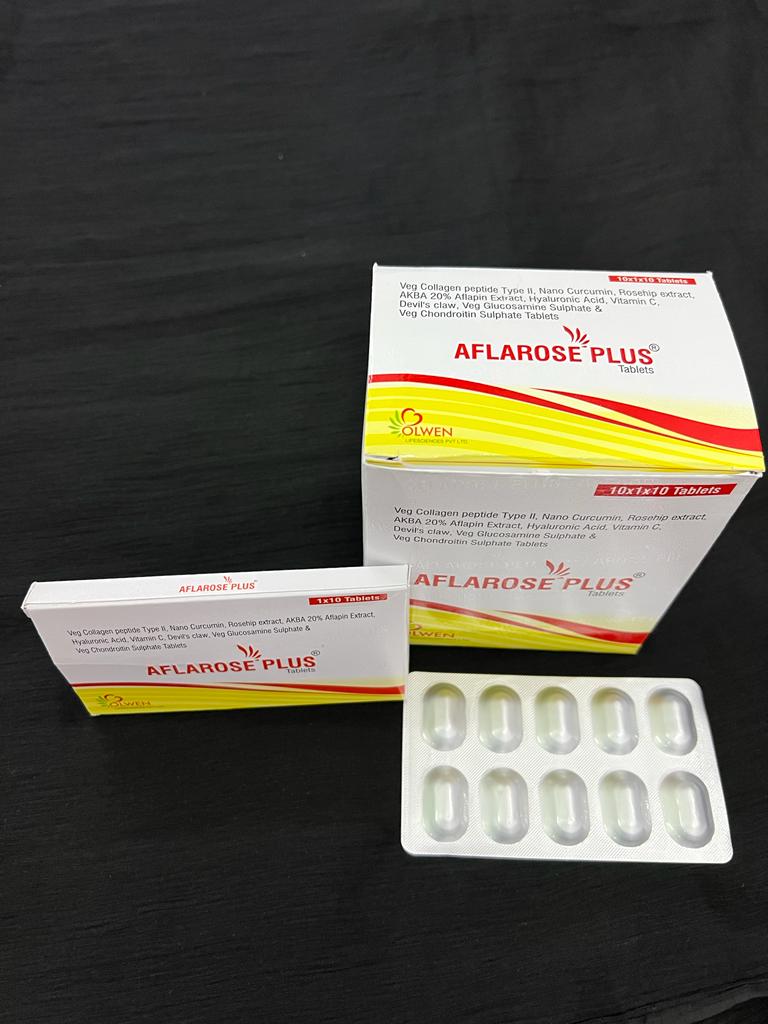 10x1x10 Tablets
Veg Collagen peptide Type II, Nano Curcumin, Rosehip extract,
AKBA 20% Aflapin Extract, Hyaluronic Acid, Vitamin C,
Devil's claw, Veg Glucosamine Sulphate &
Veg Chondroitin Sulphate Tablets
AFLAROSE PLUS®
Tablets
OLWEN
LIFESCIENCES PVT LTD.
10x1x10 Tablets
Veg Collagen peptide Type II, Nano Curcumin, Rosehip extract,
AKBA 20% Aflapin Extract, Hyaluronic Acid, Vitamin C,
Devil's claw, Veg Glucosamine Sulphate &
Veg Chondroitin Sulphate Tablets
AFLAROSE PLUS®
Tablets
OLWEN
AFLAROSE PLUS
1x10 Tablets
Veg Collagen peptide Type II, Nano Curcumin, Rosehip extract, AKBA 20% Aflapin Extract,
Hyaluronic Acid, Vitamin C, Devil's claw, Veg Glucosamine Sulphate &
Veg Chondroitin Sulphate Tablets
AFLAROSE PLUS®
Tablets
OLWEN